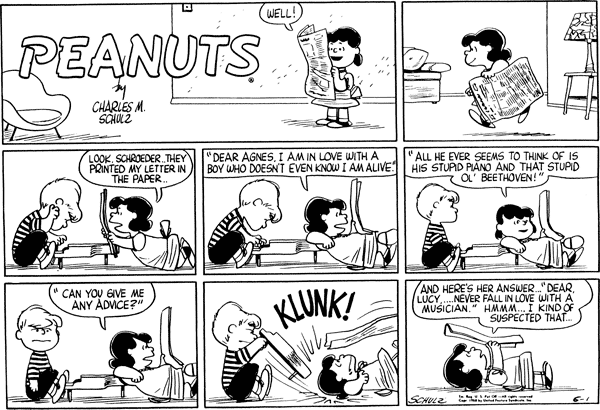 PEANUTS
by
CHARLES M.
SCHULZ
WELL!
LOOK, SCHROEDER..THEY
PRINTED MY LETTER IN
THE PAPER...
"DEAR AGNES, I AM IN LOVE WITH A
BOY WHO DOESN'T EVEN KNOW I AM ALIVE."
"ALL HE EVER SEEMS TO THINK OF IS
HIS STUPID PIANO AND THAT STUPID
OL' BEETHOVEN!"
"CAN YOU GIVE ME
ANY ADVICE?"
KLUNK!
AND HERE'S HER ANSWER..."DEAR
LUCY,....NEVER FALL IN LOVE WITH A
MUSICIAN." HMMM... I KIND OF
SUSPECTED THAT...
SCHULZ
6-1